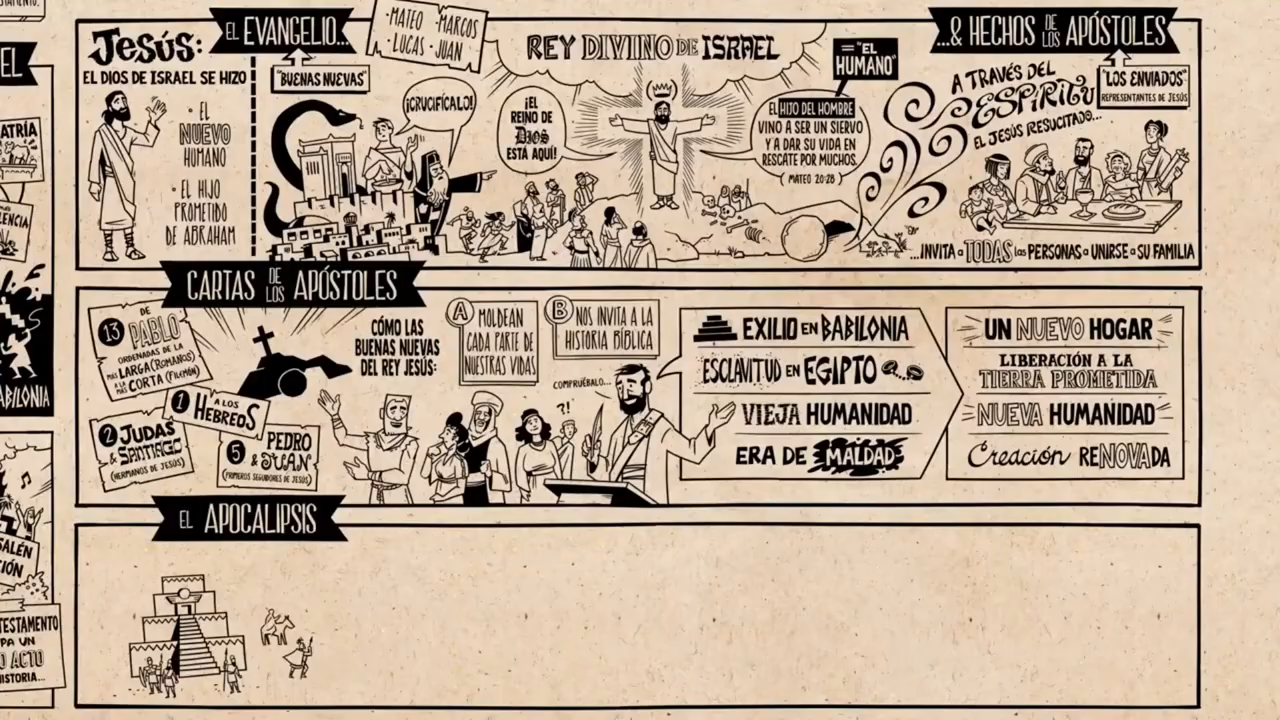 TAMENTO.
EL
ATRÍA
LENCIA
ABILONIA
SALÉN
IÓN
TESTAMENTO
PA UN
O ACTO
HISTORIA...
Jesús:
EL DIOS DE ISRAEL SE HIZO
• EL
NUEVO
HUMANO
• EL HIJO
PROMETIDO
DE ABRAHAM
EL EVANGELIO...
"BUENAS NUEVAS"
• MATEO • MARCOS
• LUCAS • JUAN
¡CRUCIFÍCALO!
REY DIVINO DE ISRAEL
= "EL
HUMANO"
¡EL
REINO DE
DIOS
ESTÁ AQUÍ!
EL HIJO DEL HOMBRE
VINO A SER UN SIERVO
Y A DAR SU VIDA EN
RESCATE POR MUCHOS.
(MATEO 20:28)
...& HECHOS DE LOS APÓSTOLES
"LOS ENVIADOS"
REPRESENTANTES DE JESÚS
A TRAVÉS DEL
ESPÍRITU
EL JESÚS RESUCITADO...
...INVITA A TODAS LAS PERSONAS A UNIRSE A SU FAMILIA
CARTAS DE LOS APÓSTOLES
13 DE
PABLO
ORDENADAS DE LA
MÁS LARGA (ROMANOS)
A LA MÁS CORTA (FILEMÓN)
1 A LOS
HEBREOS
2 JUDAS
& SANTIAGO
(HERMANOS DE JESÚS)
5 PEDRO
& JUAN
(PRIMEROS SEGUIDORES DE JESÚS)
CÓMO LAS
BUENAS NUEVAS
DEL REY JESÚS:
A MOLDEAN
CADA PARTE DE
NUESTRAS VIDAS
B NOS INVITA A LA
HISTORIA BÍBLICA
COMPRUÉBALO...
?!
EXILIO EN BABILONIA
ESCLAVITUD EN EGIPTO
VIEJA HUMANIDAD
ERA DE MALDAD
UN NUEVO HOGAR
LIBERACIÓN A LA
TIERRA PROMETIDA
NUEVA HUMANIDAD
Creación RENOVADA
EL APOCALIPSIS